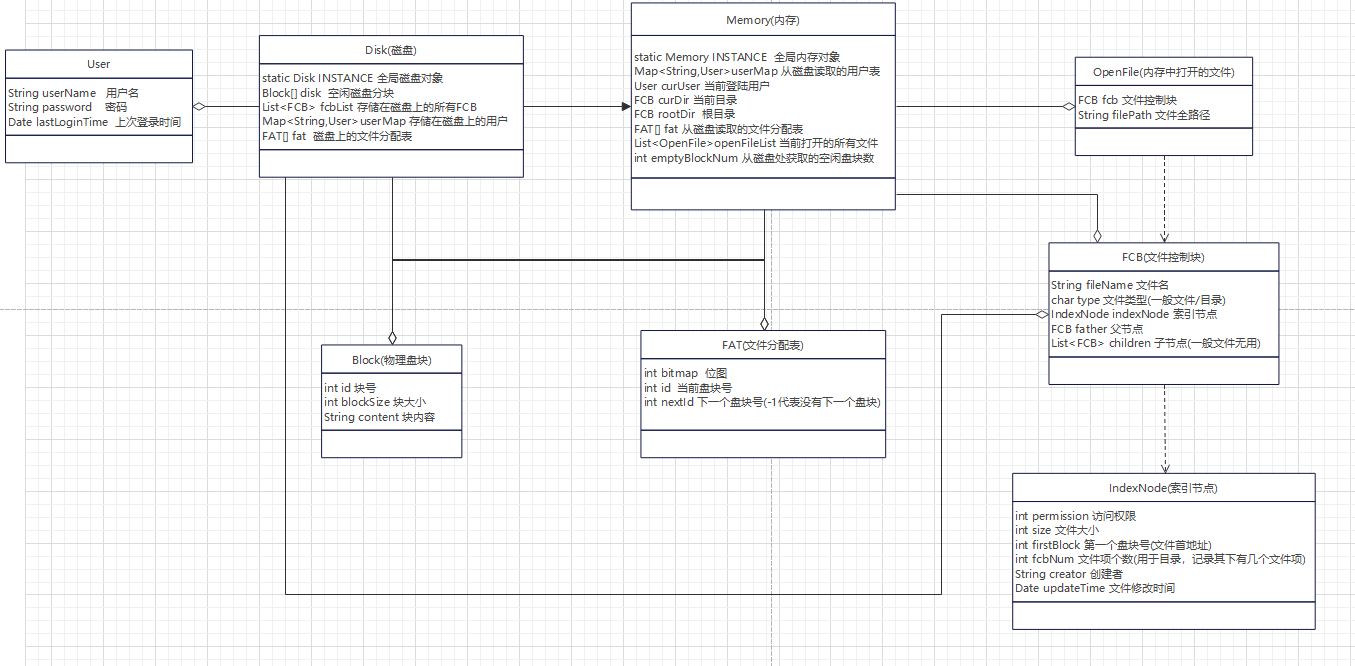 User
String userName 用户名
String password 密码
Date lastLoginTime 上次登录时间
Disk(磁盘)
static Disk INSTANCE 全局磁盘对象
Block[] disk 空闲磁盘分块
List<FCB> fcbList 存储在磁盘上的所有FCB
Map<String,User> userMap 存储在磁盘上的用户
FAT[] fat 磁盘上的文件分配表
Memory(内存)
static Memory INSTANCE 全局内存对象
Map<String,User>userMap 从磁盘读取的用户表
User curUser 当前登陆用户
FCB curDir 当前目录
FCB rootDir 根目录
FAT[] fat 从磁盘读取的文件分配表
List<OpenFile>openFileList 当前打开的所有文件
int emptyBlockNum 从磁盘处获取的空闲盘块数
OpenFile(内存中打开的文件)
FCB fcb 文件控制块
String filePath 文件全路径
FCB(文件控制块)
String fileName 文件名
char type 文件类型(一般文件/目录)
IndexNode indexNode 索引节点
FCB father 父节点
List<FCB> children 子节点(一般文件无用)
Block(物理盘块)
int id 块号
int blockSize 块大小
String content 块内容
FAT(文件分配表)
int bitmap 位图
int id 当前盘块号
int nextId 下一个盘块号(-1代表没有下一个盘块)
IndexNode(索引节点)
int permission 访问权限
int size 文件大小
int firstBlock 第一个盘块号(文件首地址)
int fcbNum 文件项个数(用于目录，记录其下有几个文件项)
String creator 创建者
Date updateTime 文件修改时间